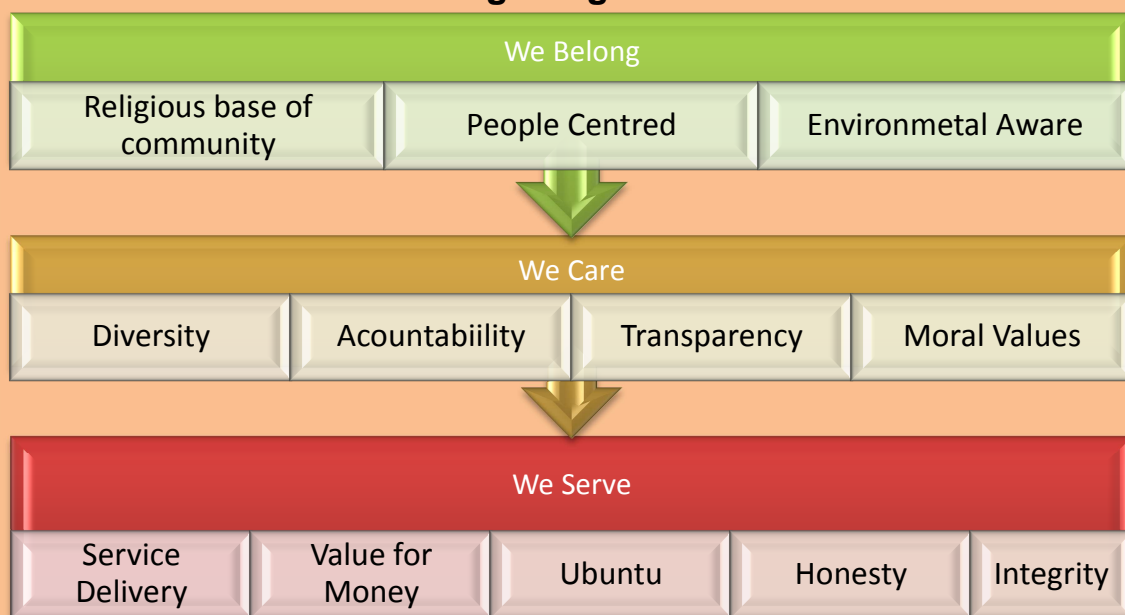 We Belong
Religious base of
community
People Centred
Environmetal Aware
We Care
Diversity
Acountabiility
Transparency
Moral Values
We Serve
Service
Delivery
Value for
Money
Ubuntu
Honesty
Integrity